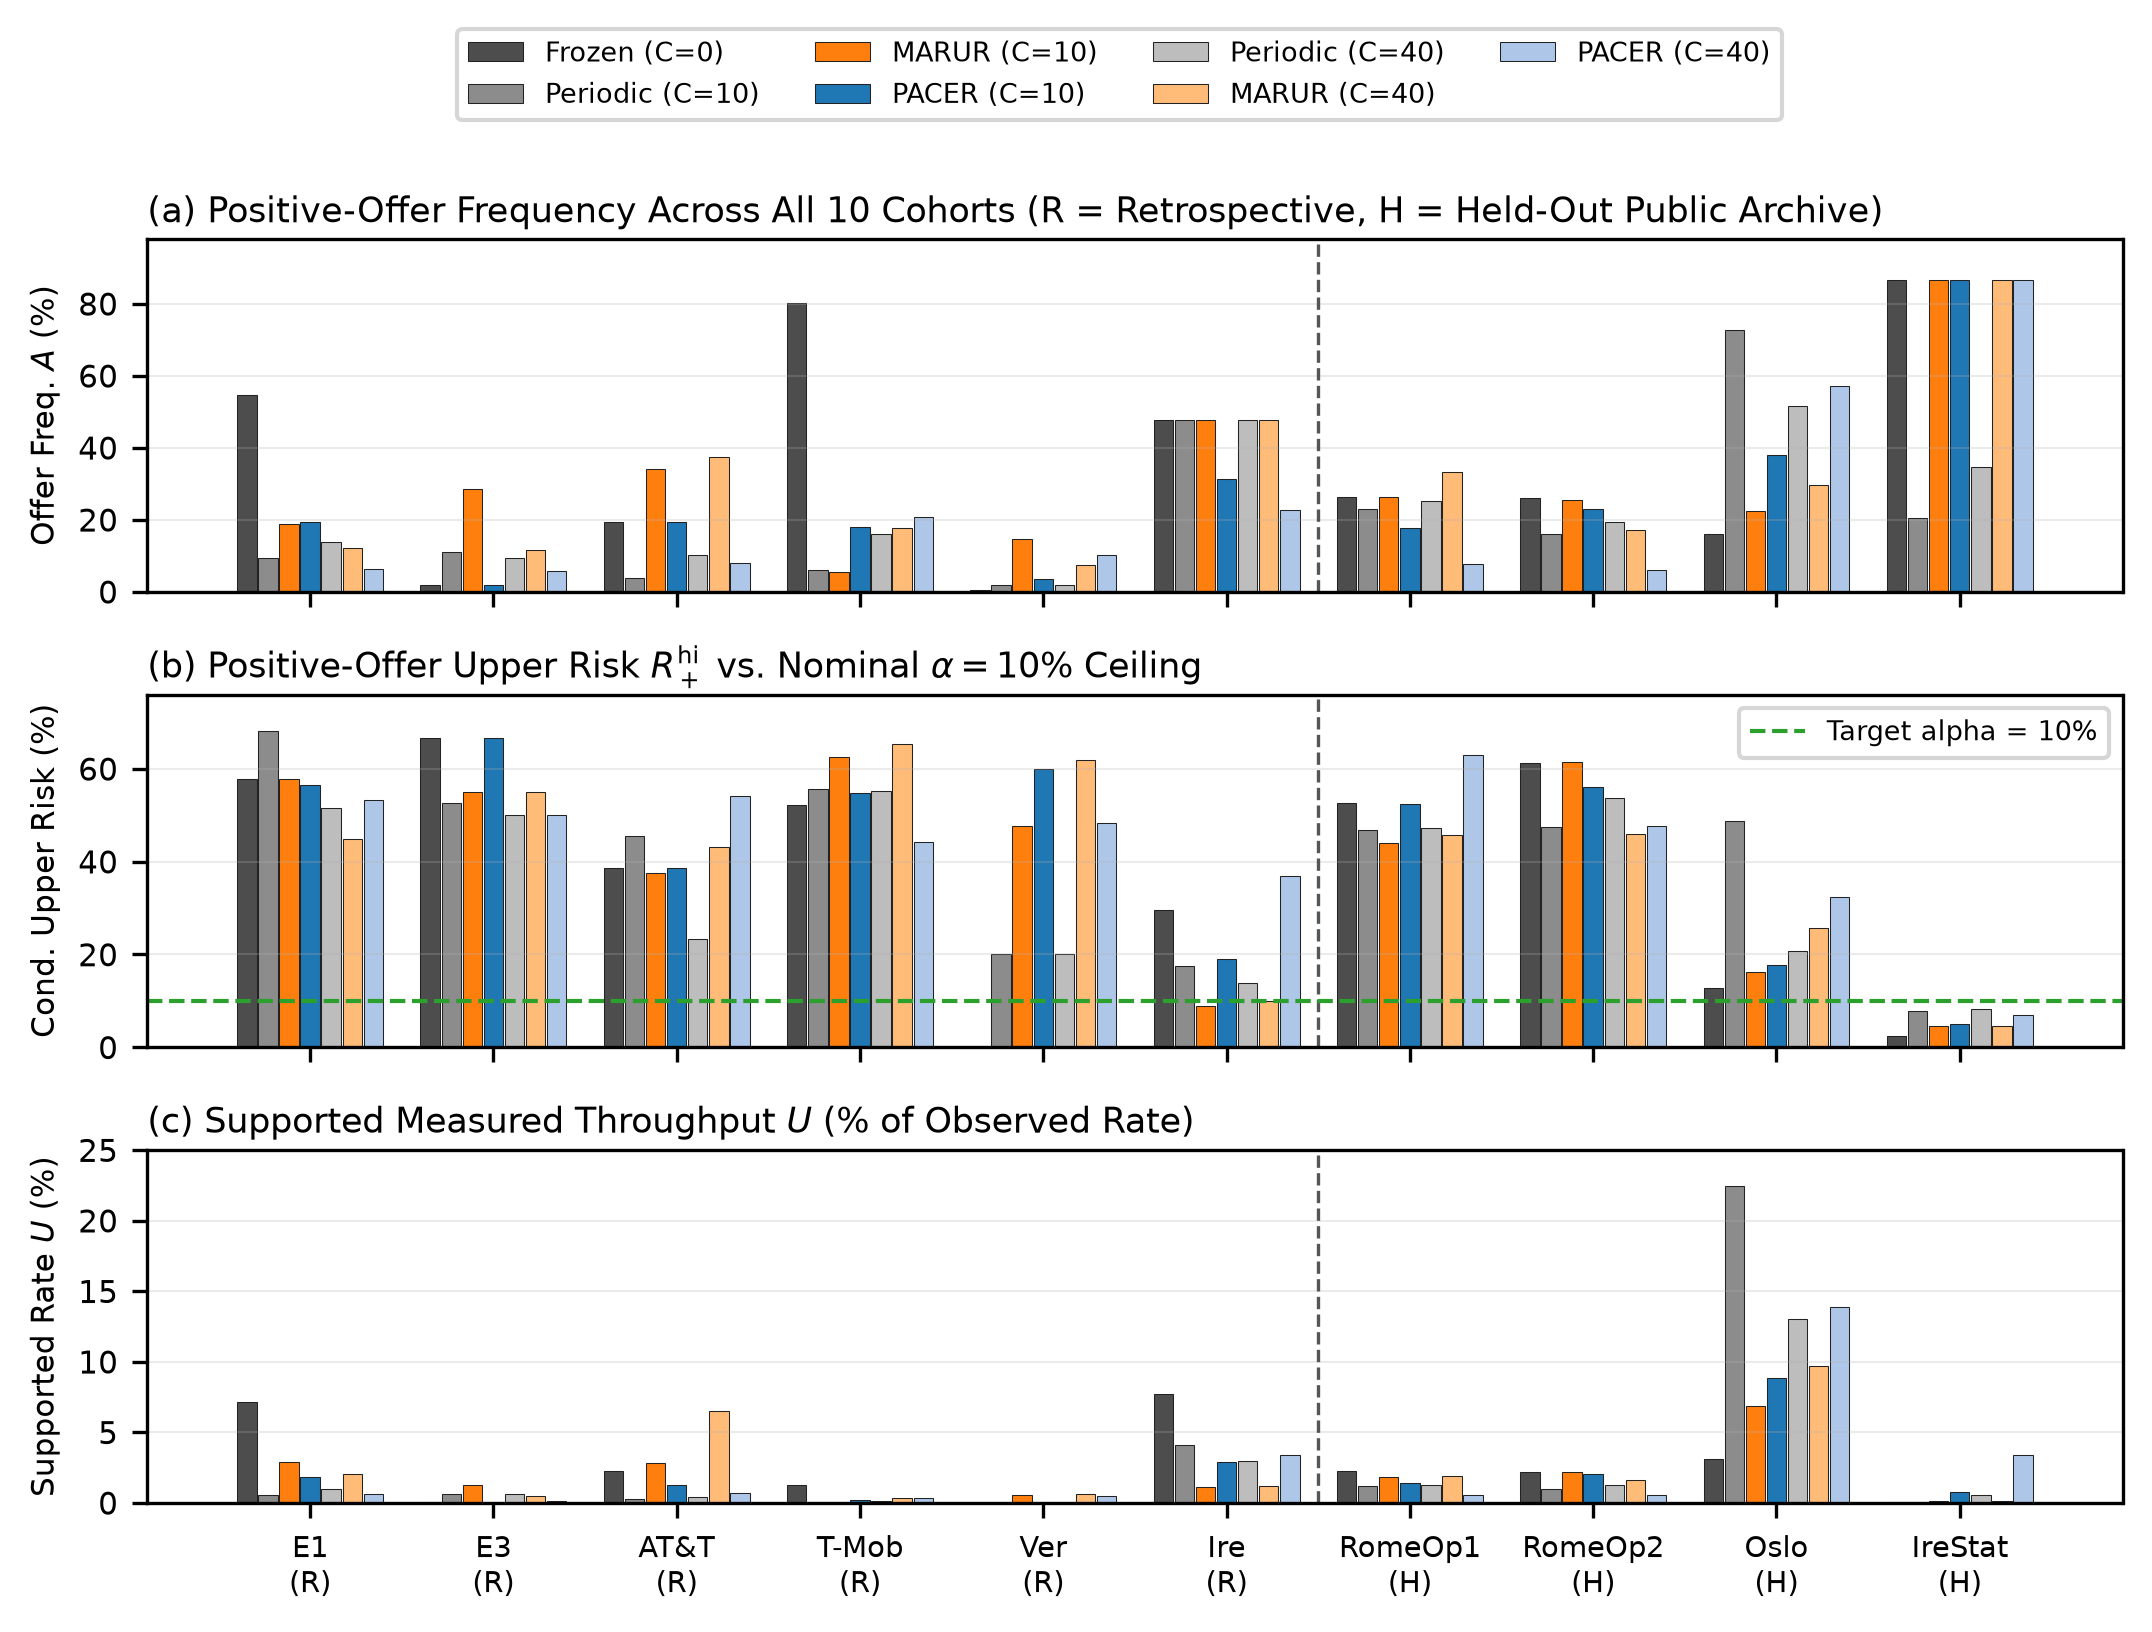 Frozen (C=0)
Periodic (C=10)
MARUR (C=10)
PACER (C=10)
Periodic (C=40)
MARUR (C=40)
PACER (C=40)
(a) Positive-Offer Frequency Across All 10 Cohorts (R = Retrospective, H = Held-Out Public Archive)
Offer Freq. A (%)
80
60
40
20
0
(b) Positive-Offer Upper Risk R₊ʰⁱ vs. Nominal α = 10% Ceiling
Cond. Upper Risk (%)
60
40
20
0
Target alpha = 10%
(c) Supported Measured Throughput U (% of Observed Rate)
Supported Rate U (%)
25
20
15
10
5
0
E1
(R)
E3
(R)
AT&T
(R)
T-Mob
(R)
Ver
(R)
Ire
(R)
RomeOp1
(H)
RomeOp2
(H)
Oslo
(H)
IreStat
(H)